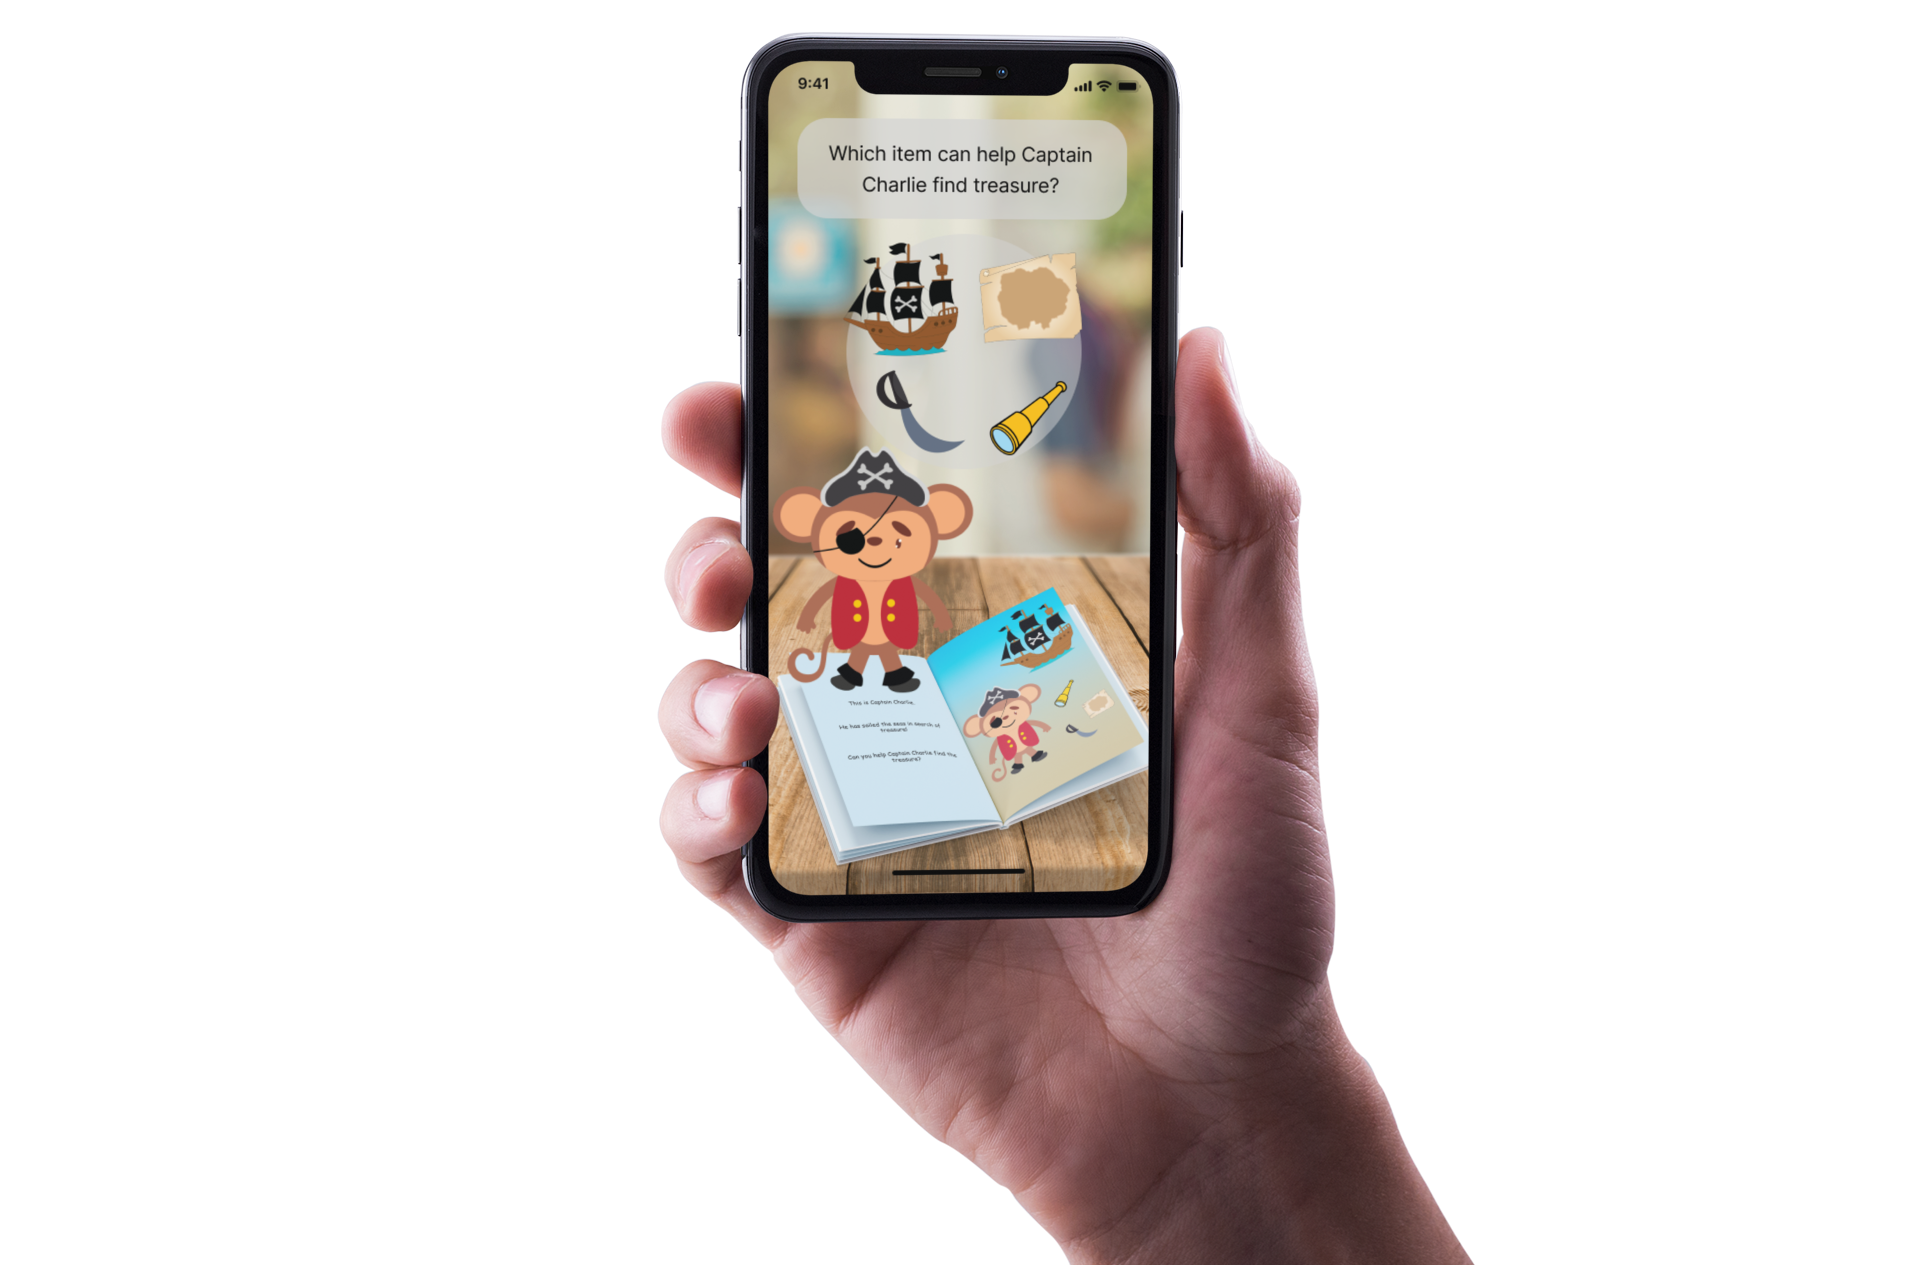 9:41
Which item can help Captain
Charlie find treasure?
This is Captain Charlie.
He has sailed the seas in search of
treasure!
Can you help Captain Charlie find the
treasure?